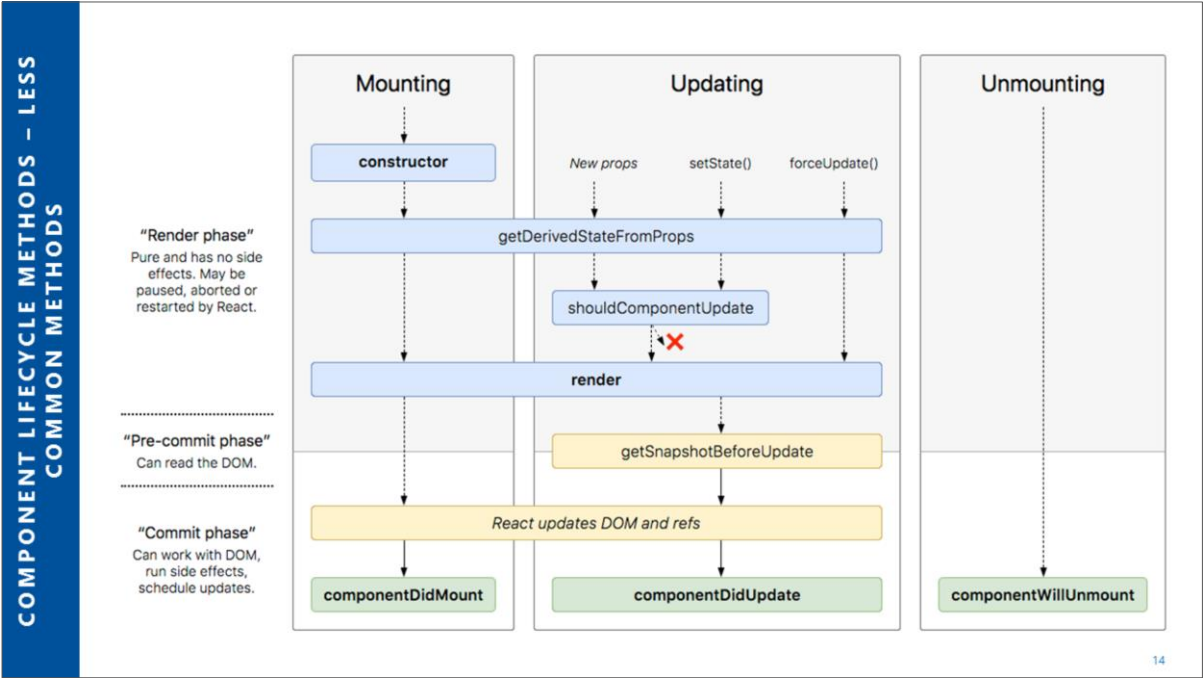 COMPONENT LIFECYCLE METHODS – LESS
COMMON METHODS
Mounting
Updating
Unmounting
constructor
New props
setState()
forceUpdate()
“Render phase”
Pure and has no side
effects. May be
paused, aborted or
restarted by React.
getDerivedStateFromProps
shouldComponentUpdate
render
“Pre-commit phase”
Can read the DOM.
getSnapshotBeforeUpdate
“Commit phase”
Can work with DOM,
run side effects,
schedule updates.
React updates DOM and refs
componentDidMount
componentDidUpdate
componentWillUnmount
14